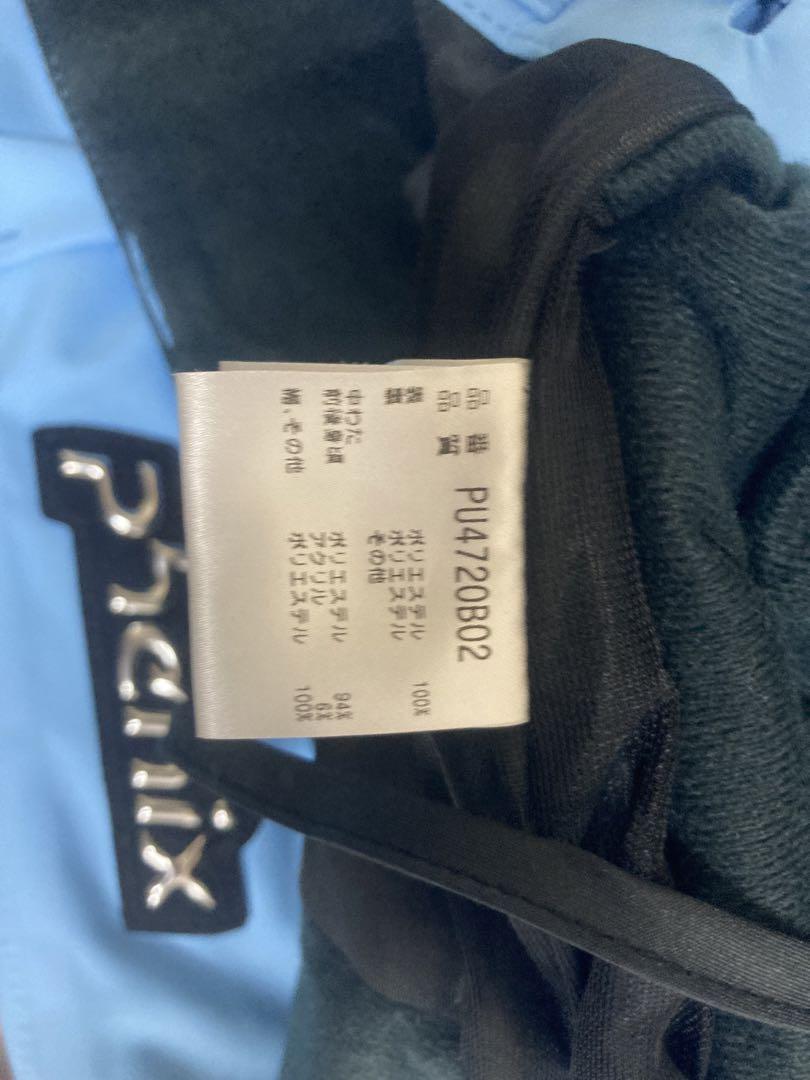 品番 PU4720B02
品質
表 ポリエステル 100%
裏 ポリエステル
その他
中わた
前後身頃 ポリエステル 94%
アクリル 6%
袖、その他 ポリエステル 100%
phenix